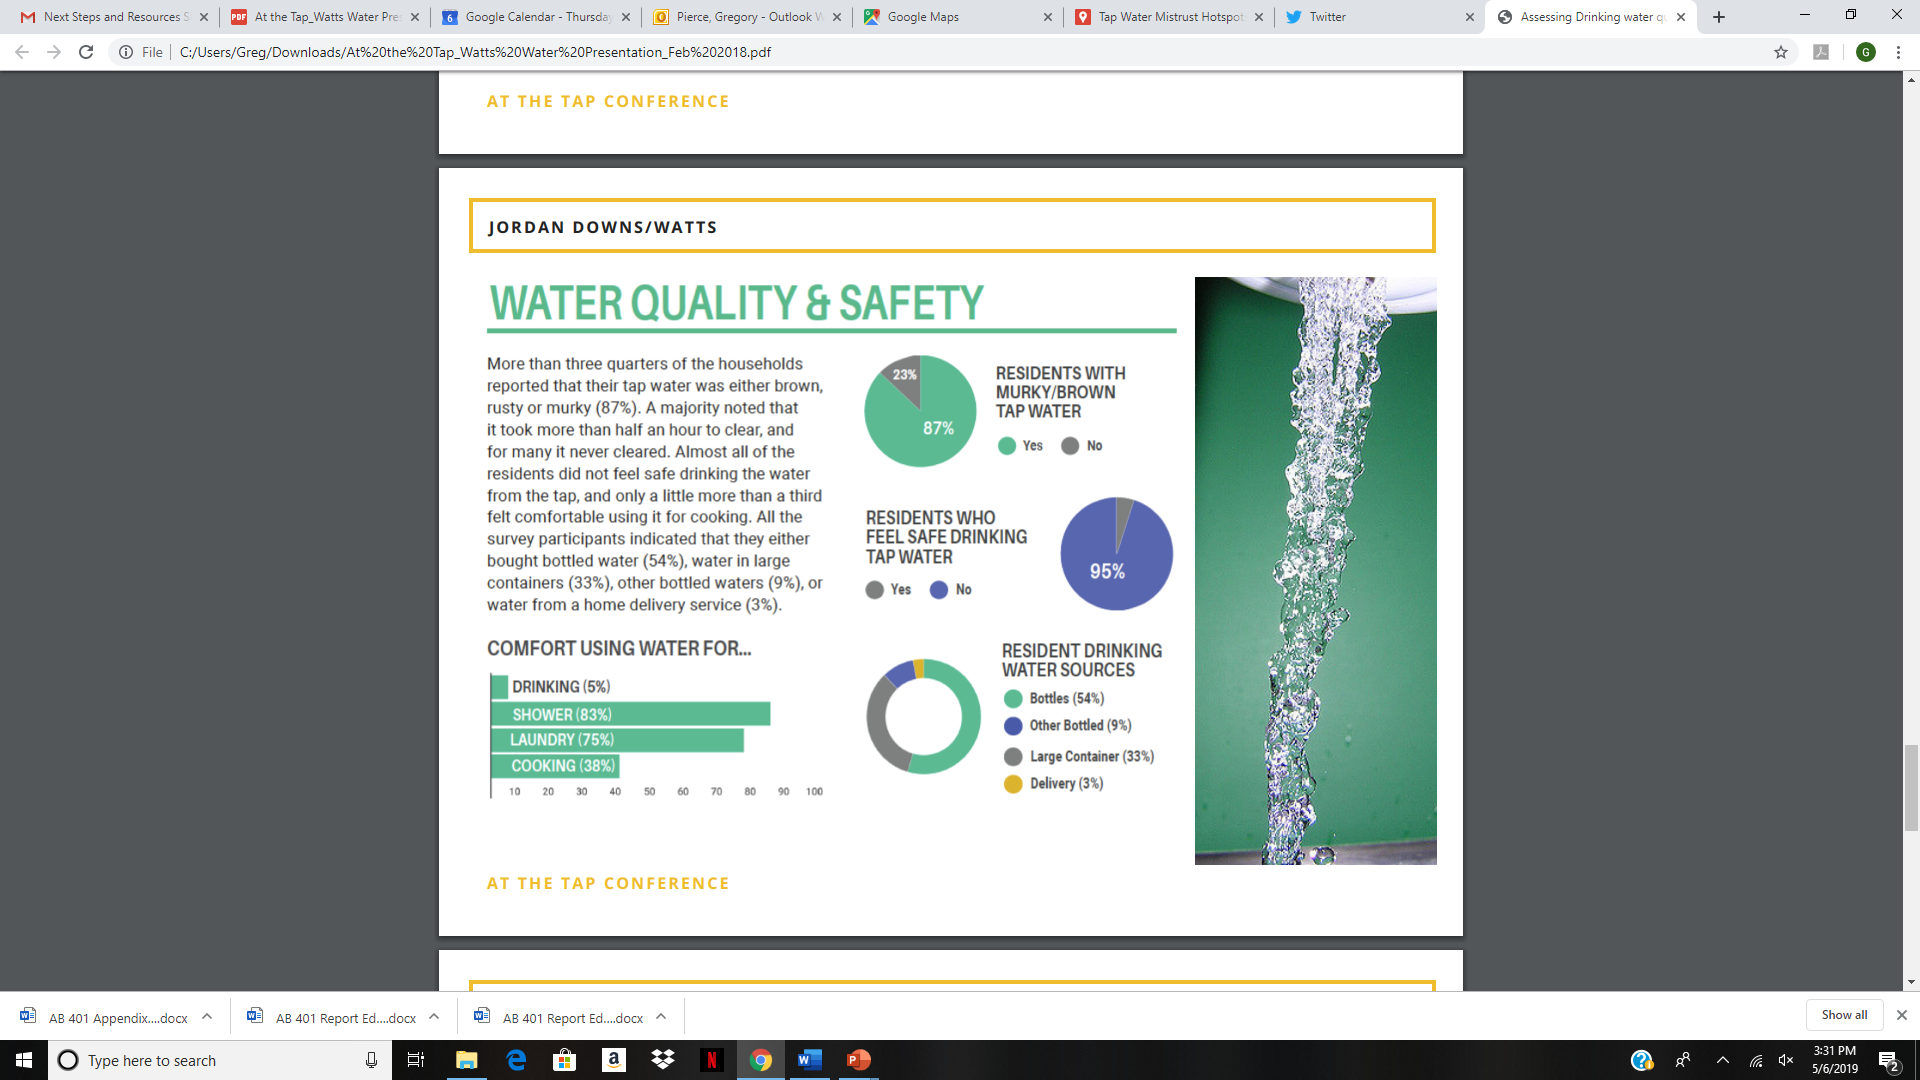 Next Steps and Resources S
At the Tap_Watts Water Pre
Google Calendar - Thursday
Pierce, Gregory - Outlook W
Google Maps
Tap Water Mistrust Hotspot
Twitter
Assessing Drinking water qu
File
C:/Users/Greg/Downloads/At%20the%20Tap_Watts%20Water%20Presentation_Feb%202018.pdf
G
AT THE TAP CONFERENCE
JORDAN DOWNS/WATTS
WATER QUALITY & SAFETY
More than three quarters of the households
reported that their tap water was either brown,
rusty or murky (87%). A majority noted that
it took more than half an hour to clear, and
for many it never cleared. Almost all of the
residents did not feel safe drinking the water
from the tap, and only a little more than a third
felt comfortable using it for cooking. All the
survey participants indicated that they either
bought bottled water (54%), water in large
containers (33%), other bottled waters (9%), or
water from a home delivery service (3%).
23%
87%
RESIDENTS WITH
MURKY/BROWN
TAP WATER
Yes No
RESIDENTS WHO
FEEL SAFE DRINKING
TAP WATER
Yes No
95%
COMFORT USING WATER FOR...
DRINKING (5%)
SHOWER (83%)
LAUNDRY (75%)
COOKING (38%)
10 20 30 40 50 60 70 80 90 100
RESIDENT DRINKING
WATER SOURCES
Bottles (54%)
Other Bottled (9%)
Large Container (33%)
Delivery (3%)
AT THE TAP CONFERENCE
AB 401 Appendix....docx
AB 401 Report Ed....docx
AB 401 Report Ed....docx
Show all
Type here to search
3:31 PM
5/6/2019
2